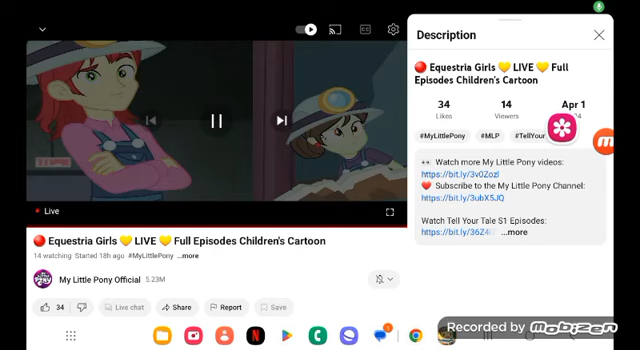 Live
🔴 Equestria Girls 💛 LIVE 💛 Full Episodes Children's Cartoon
14 watching Started 18h ago #MyLittlePony ...more
My Little Pony Official 5.23M
34
Live chat
Share
Report
Save
Description
🔴 Equestria Girls 💛 LIVE 💛 Full
Episodes Children's Cartoon
34 14 Apr 1
Likes Viewers 24
#MyLittlePony #MLP #TellYour
👀 Watch more My Little Pony videos:
https://bit.ly/3v0Zozl
❤️ Subscribe to the My Little Pony Channel:
https://bit.ly/3ubX5JQ
Watch Tell Your Tale S1 Episodes:
...more
CC
N
1
Recorded by Mobizen